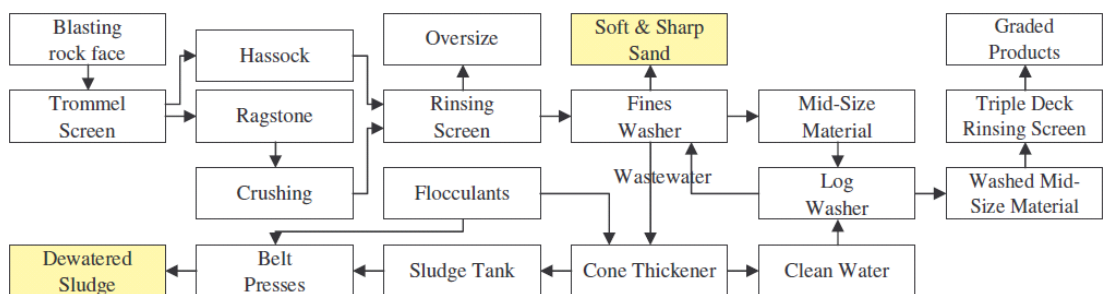 Blasting
rock face
Hassock
Oversize
Soft & Sharp
Sand
Graded
Products
Trommel
Screen
Ragstone
Rinsing
Screen
Fines
Washer
Mid-Size
Material
Triple Deck
Rinsing Screen
Crushing
Flocculants
Wastewater
Log
Washer
Washed Mid-
Size Material
Dewatered
Sludge
Belt
Presses
Sludge Tank
Cone Thickener
Clean Water